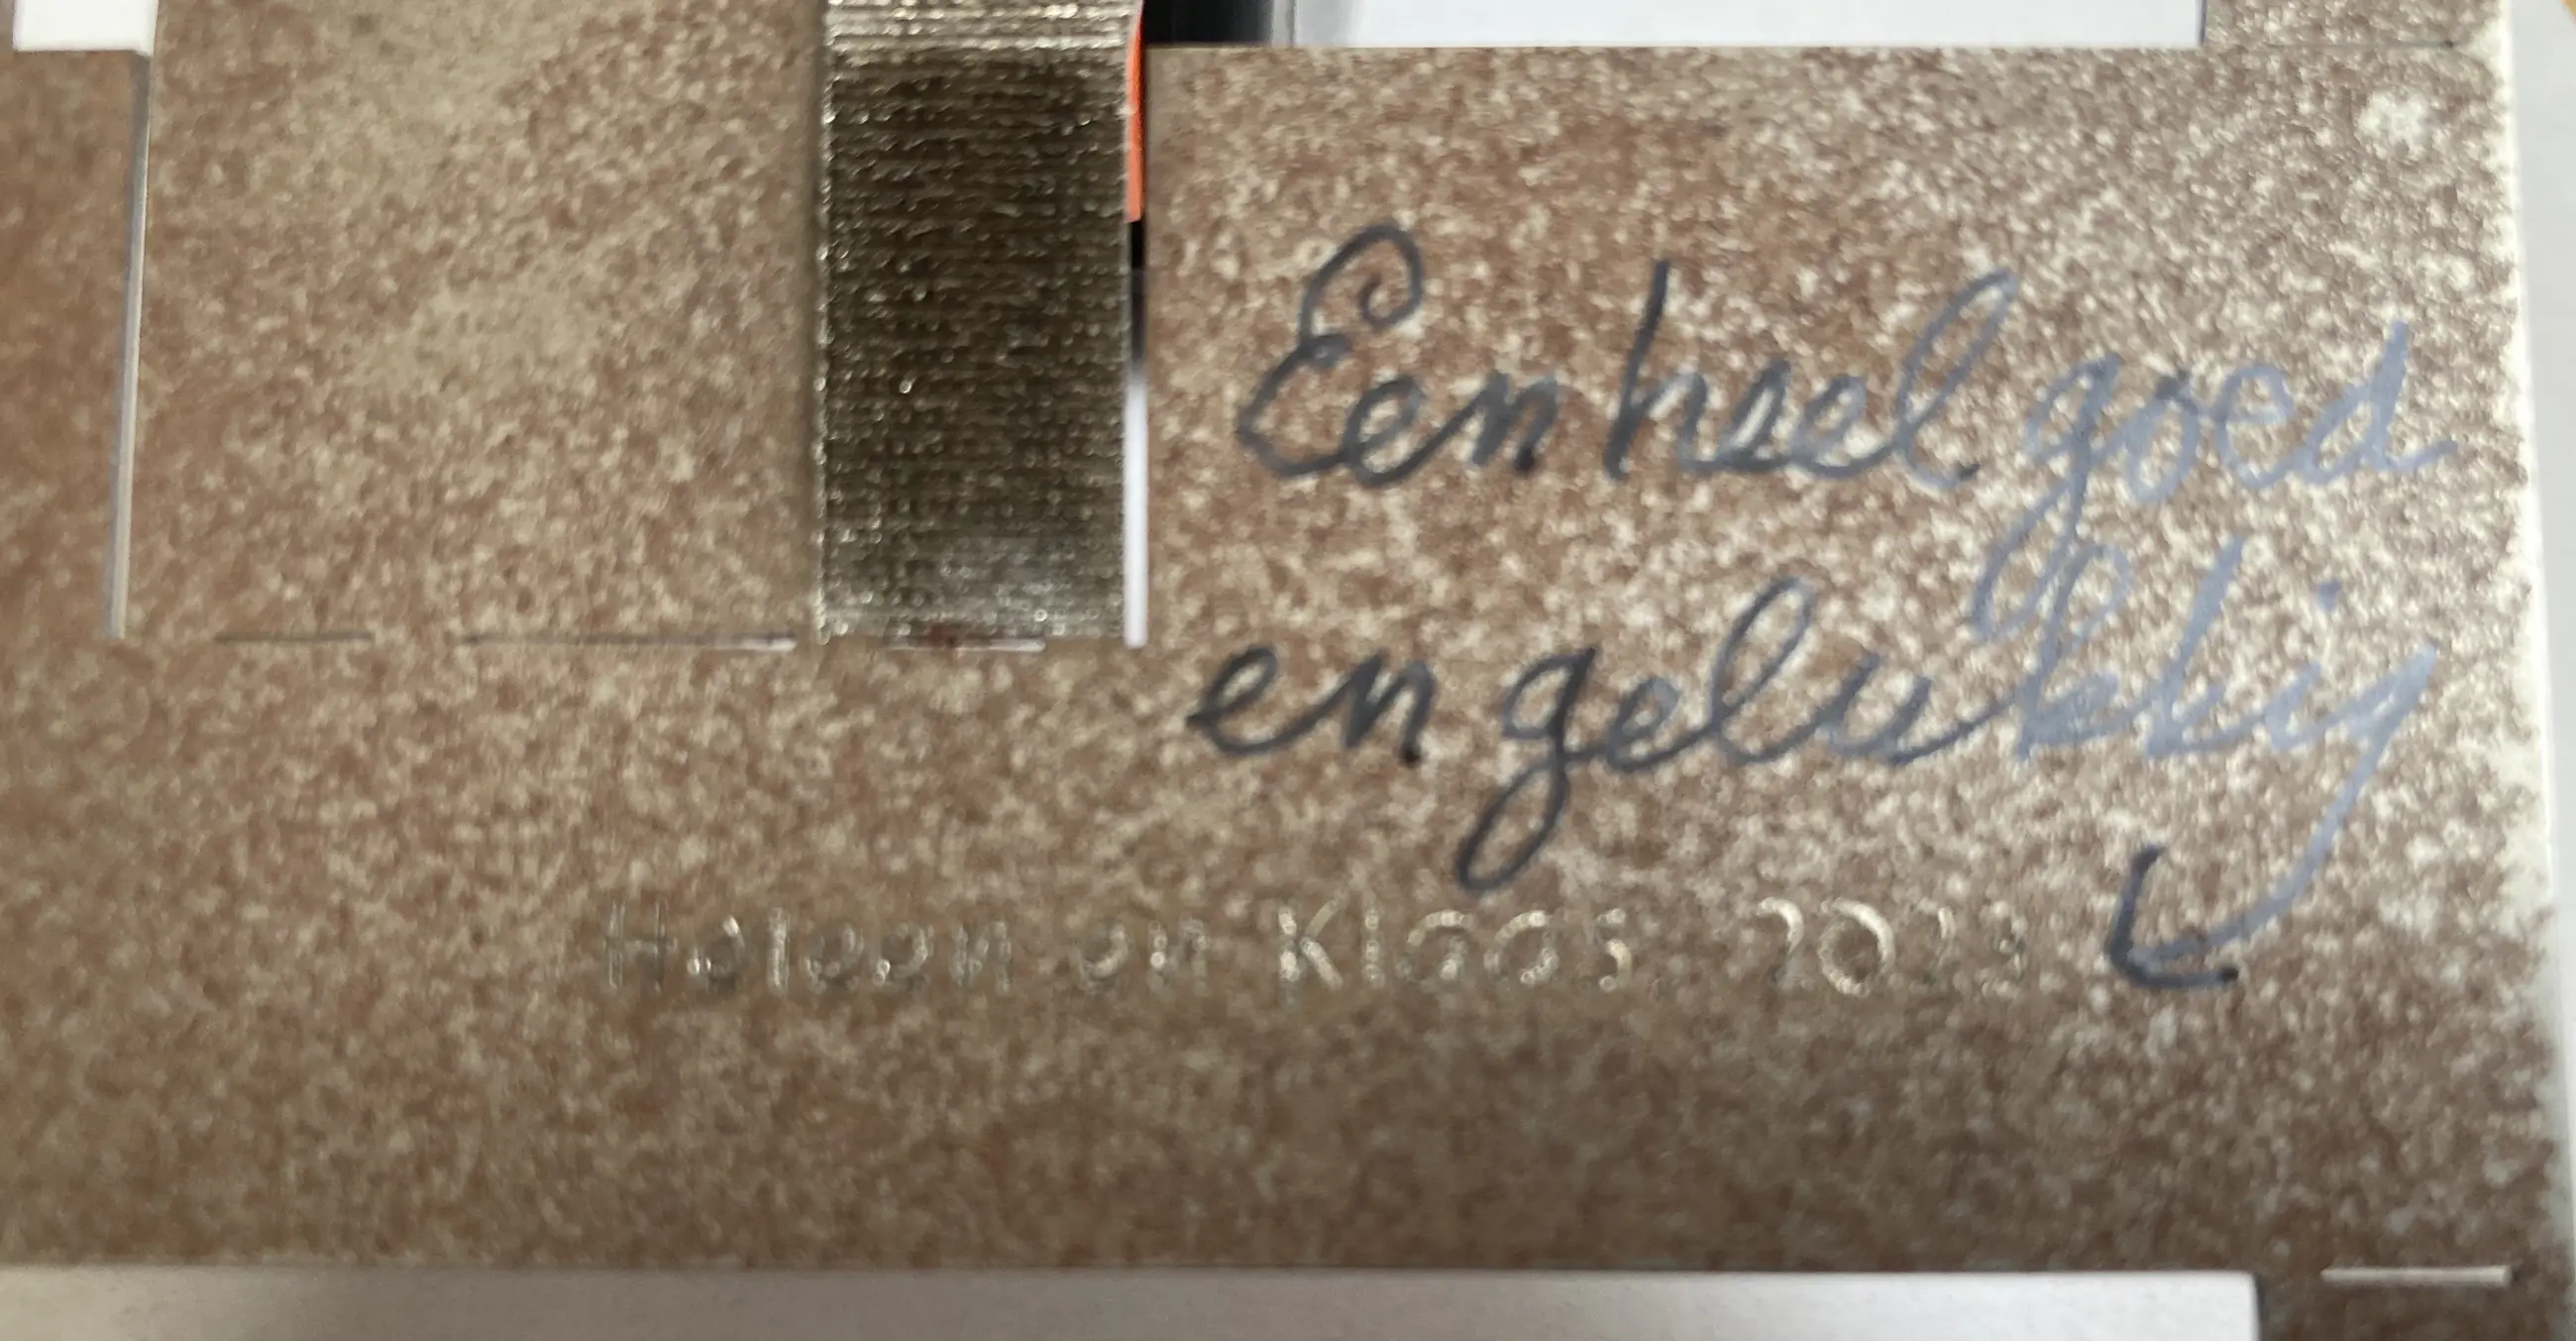 Een heel goed
en gelukkig
Heleen en Klaas 2023